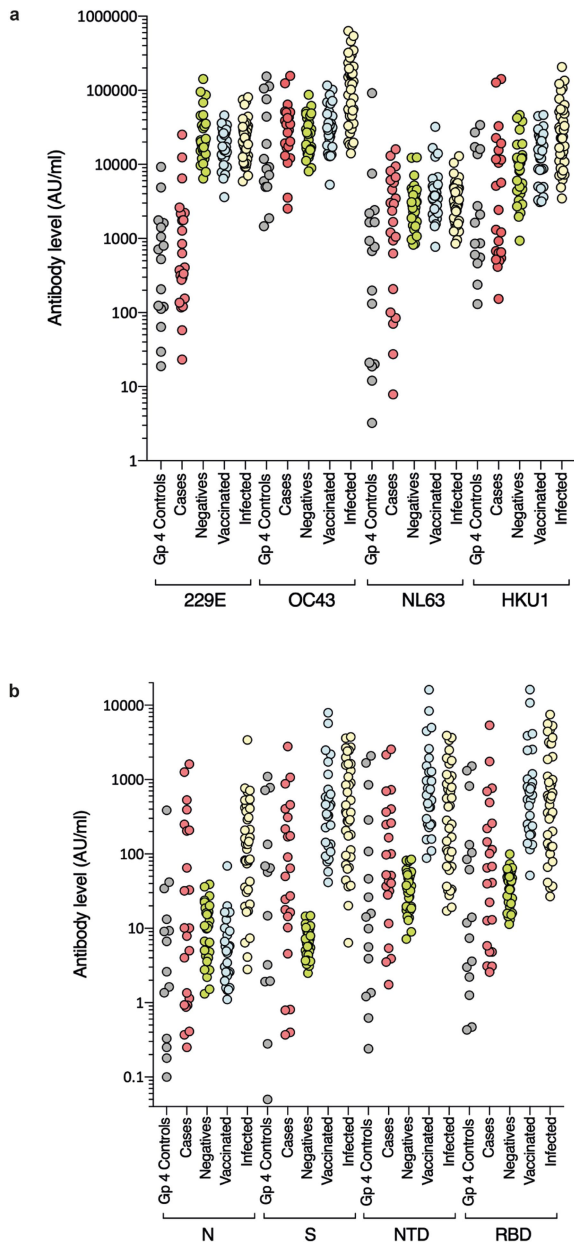 a
Antibody level (AU/ml)
1000000
100000
10000
1000
100
10
1
Gp 4 Controls
Cases
Negatives
Vaccinated
Infected
Gp 4 Controls
Cases
Negatives
Vaccinated
Infected
Gp 4 Controls
Cases
Negatives
Vaccinated
Infected
Gp 4 Controls
Cases
Negatives
Vaccinated
Infected
229E OC43 NL63 HKU1
b
Antibody level (AU/ml)
10000
1000
100
10
1
0.1
Gp 4 Controls
Cases
Negatives
Vaccinated
Infected
Gp 4 Controls
Cases
Negatives
Vaccinated
Infected
Gp 4 Controls
Cases
Negatives
Vaccinated
Infected
Gp 4 Controls
Cases
Negatives
Vaccinated
Infected
N S NTD RBD